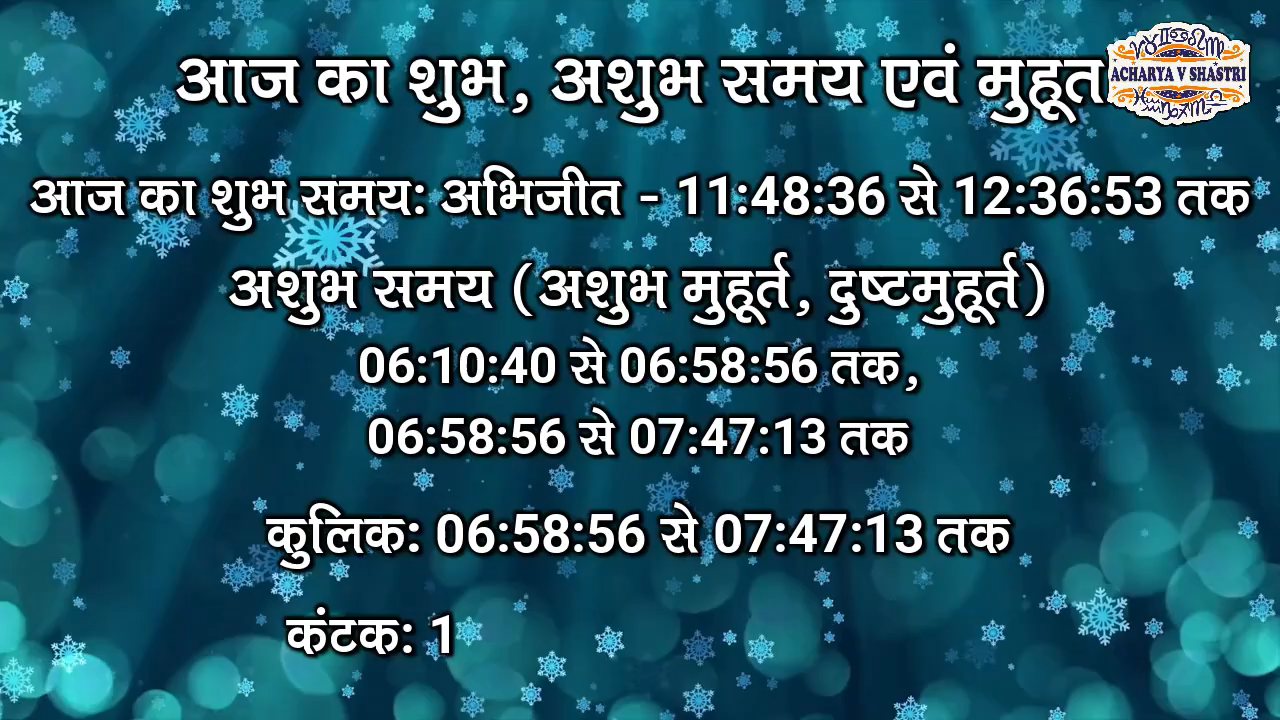 आज का शुभ, अशुभ समय एवं
ACHARYA V SHASTRI
आज का शुभ समय: अभिजीत - 11:48:36 से 12:36:53 तक
अशुभ समय (अशुभ मुहूर्त, दुष्टमुहूर्त)
06:10:40 से 06:58:56 तक,
06:58:56 से 07:47:13 तक
कुलिक: 06:58:56 से 07:47:13 तक
कंटक: 1